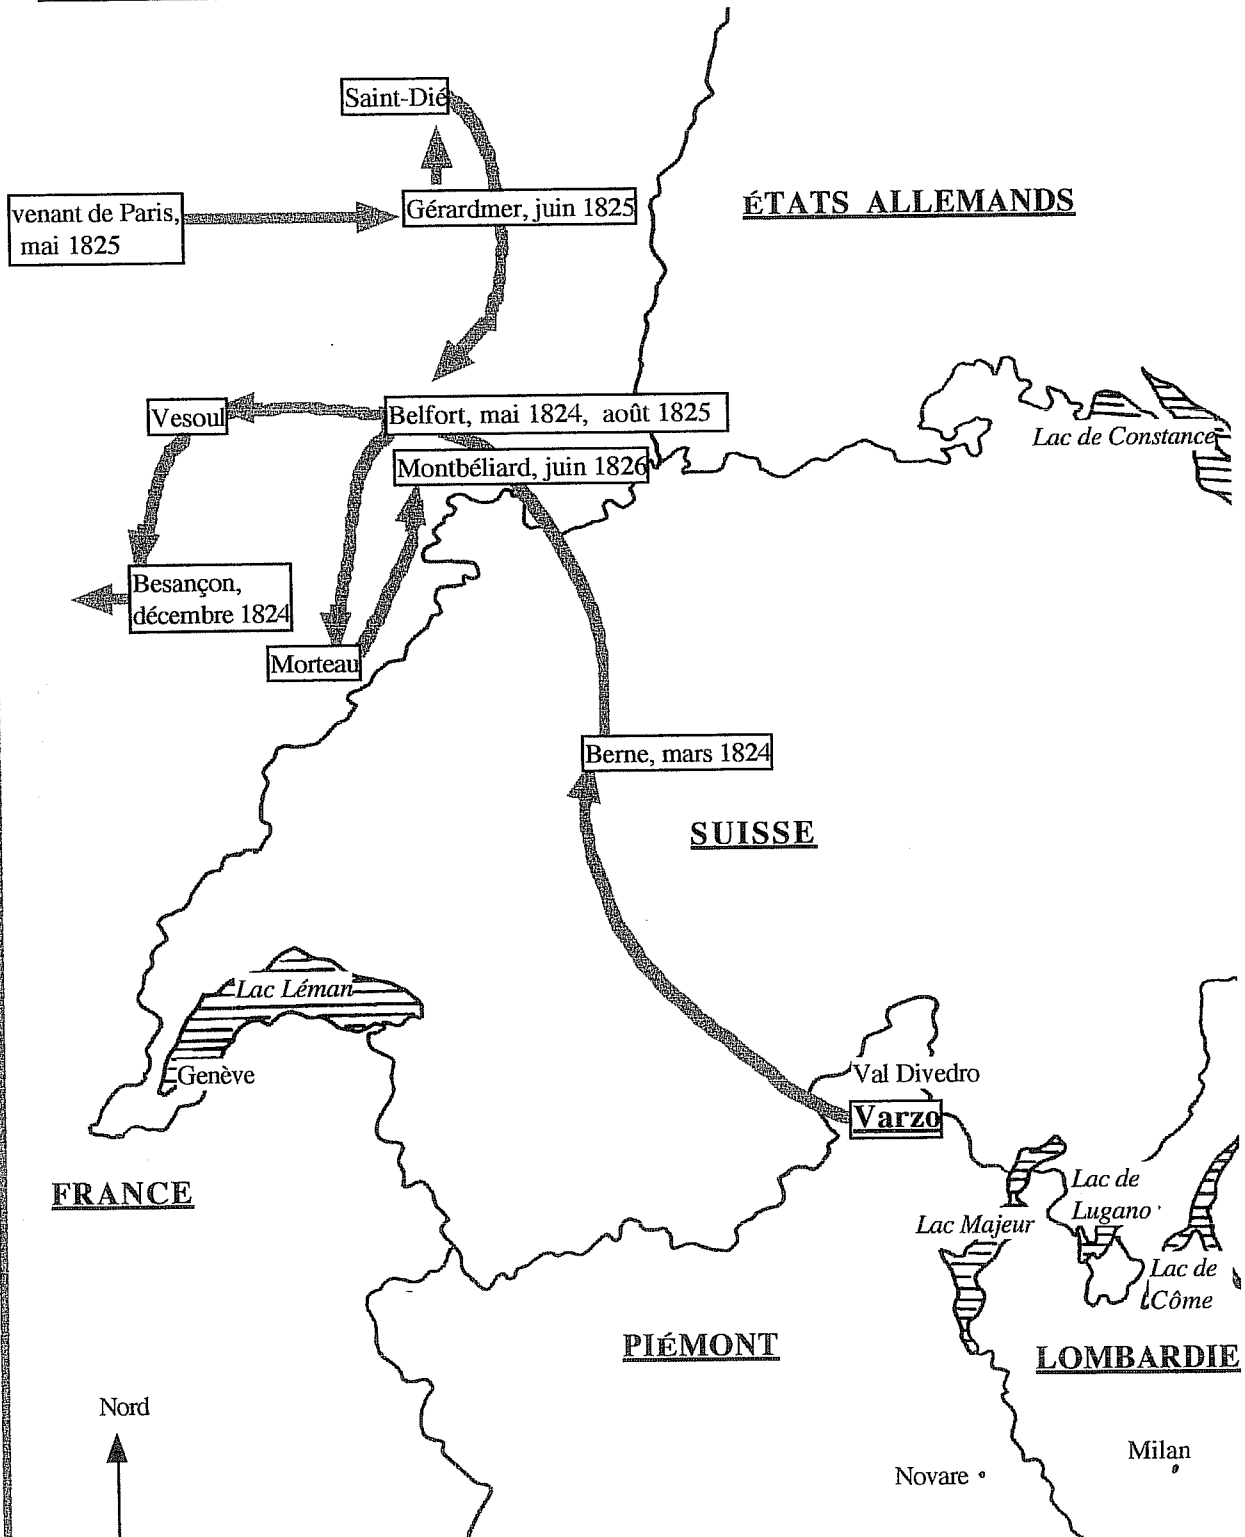 Saint-Dié
venant de Paris,
mai 1825
Gérardmer, juin 1825
ÉTATS ALLEMANDS
Vesoul
Belfort, mai 1824, août 1825
Lac de Constance
Montbéliard, juin 1826
Besançon,
décembre 1824
Morteau
Berne, mars 1824
SUISSE
Lac Léman
Genève
Val Divedro
Varzo
FRANCE
Lac de
Lugano
Lac Majeur
Lac de
Côme
PIÉMONT
LOMBARDIE
Nord
Milan
Novare